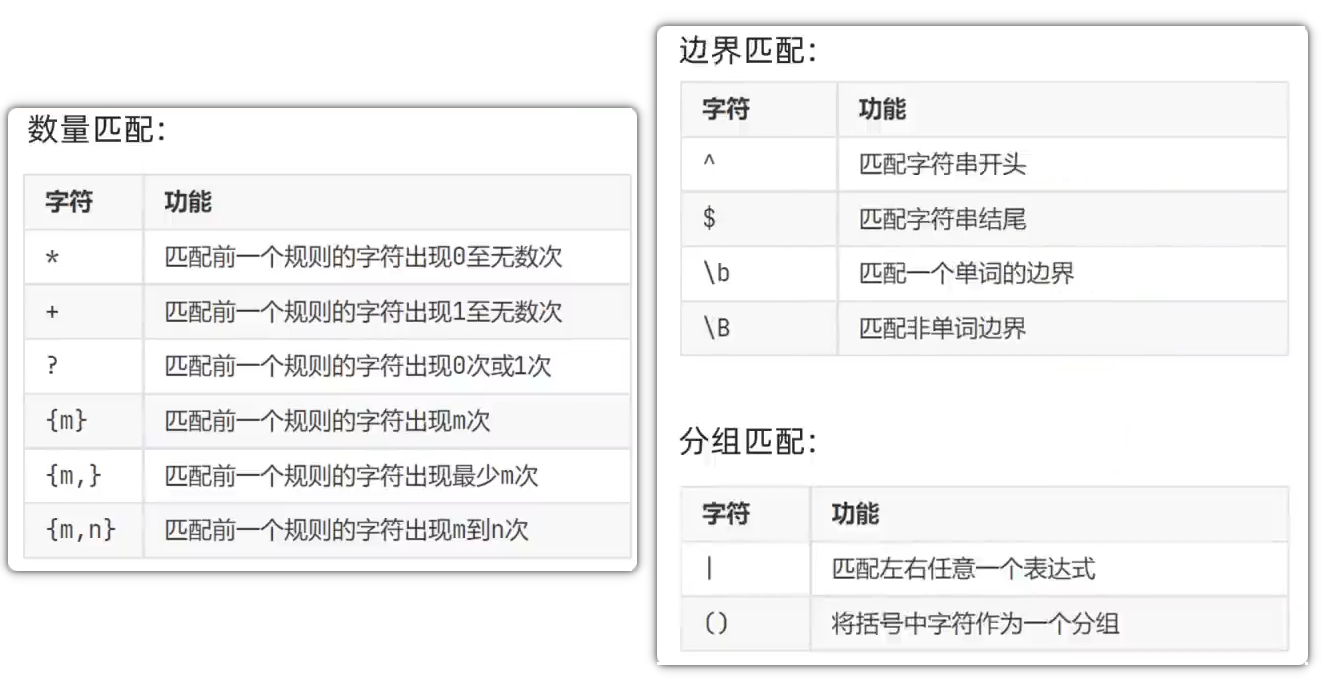 数量匹配：
字符 功能
* 匹配前一个规则的字符出现0至无数次
+ 匹配前一个规则的字符出现1至无数次
? 匹配前一个规则的字符出现0次或1次
{m} 匹配前一个规则的字符出现m次
{m,} 匹配前一个规则的字符出现最少m次
{m,n} 匹配前一个规则的字符出现m到n次
边界匹配：
字符 功能
^ 匹配字符串开头
$ 匹配字符串结尾
\b 匹配一个单词的边界
\B 匹配非单词边界
分组匹配：
字符 功能
| 匹配左右任意一个表达式
() 将括号中字符作为一个分组